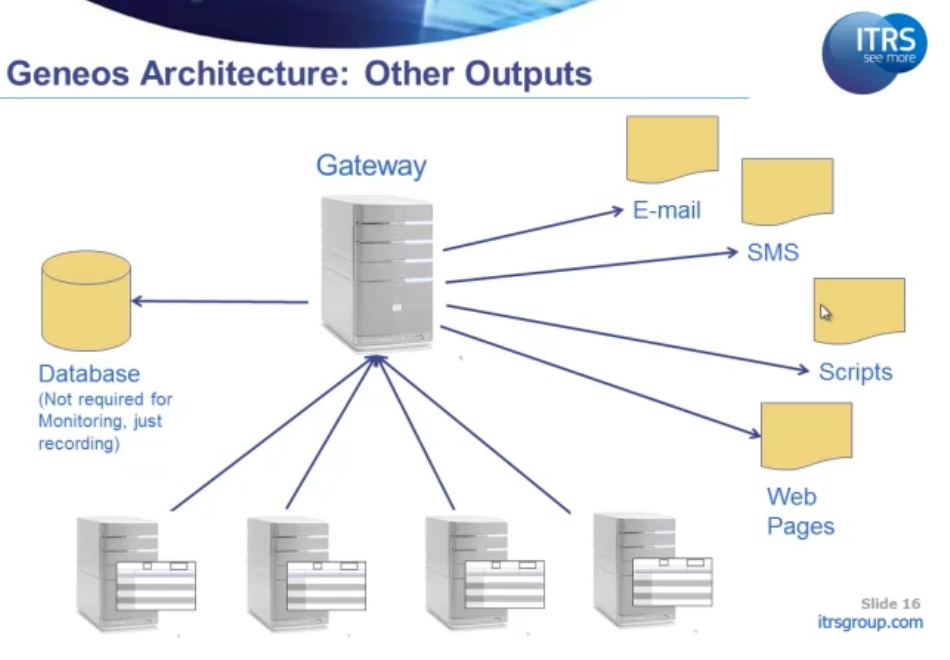 ITRS
see more
Geneos Architecture: Other Outputs
Gateway
E-mail
SMS
Scripts
Web
Pages
Database
(Not required for
Monitoring, just
recording)
Slide 16
itrsgroup.com